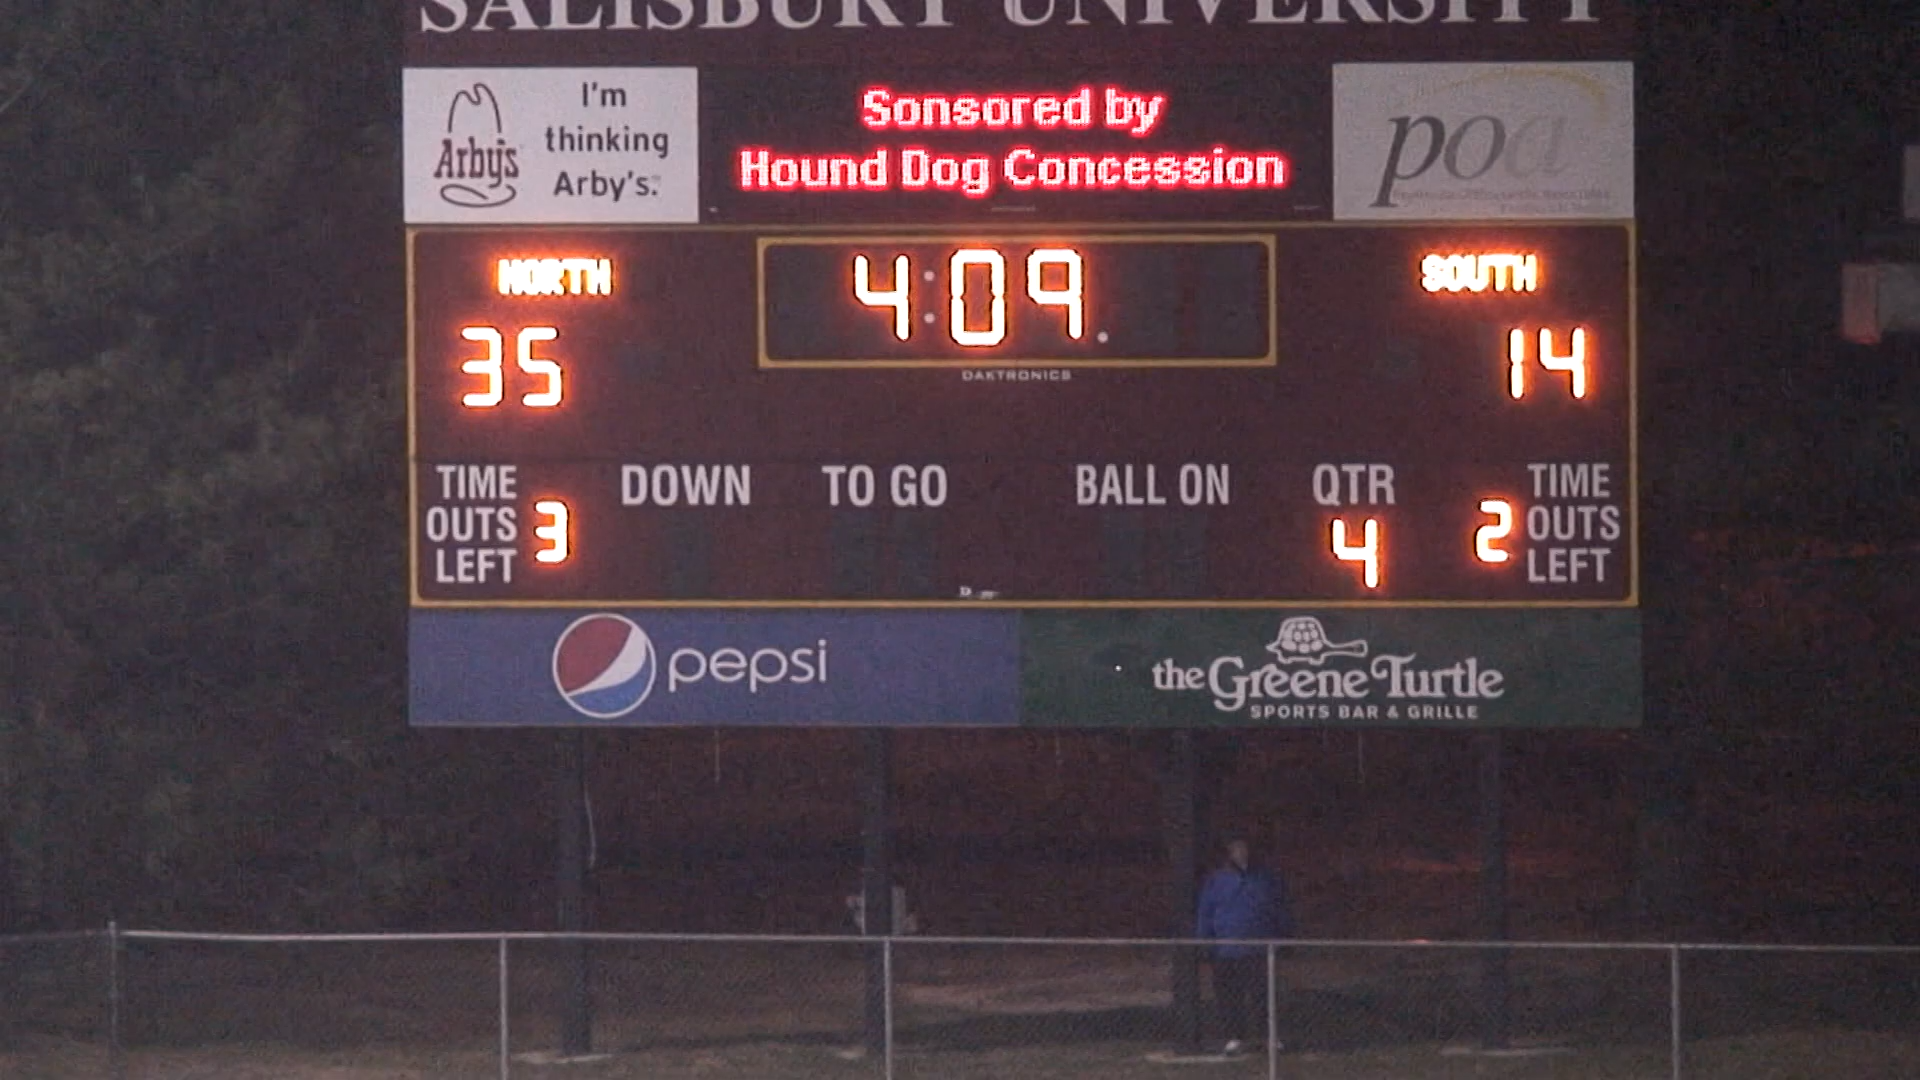 SALISBURY UNIVERSITY
Arby's
I'm
thinking
Arby's.
Sonsored by
Hound Dog Concession
poa
NORTH
4:09
SOUTH
35
14
DAKTRONICS
TIME
OUTS
LEFT
3
DOWN
TO GO
BALL ON
QTR
4
2
TIME
OUTS
LEFT
pepsi
the Greene Turtle
SPORTS BAR & GRILLE